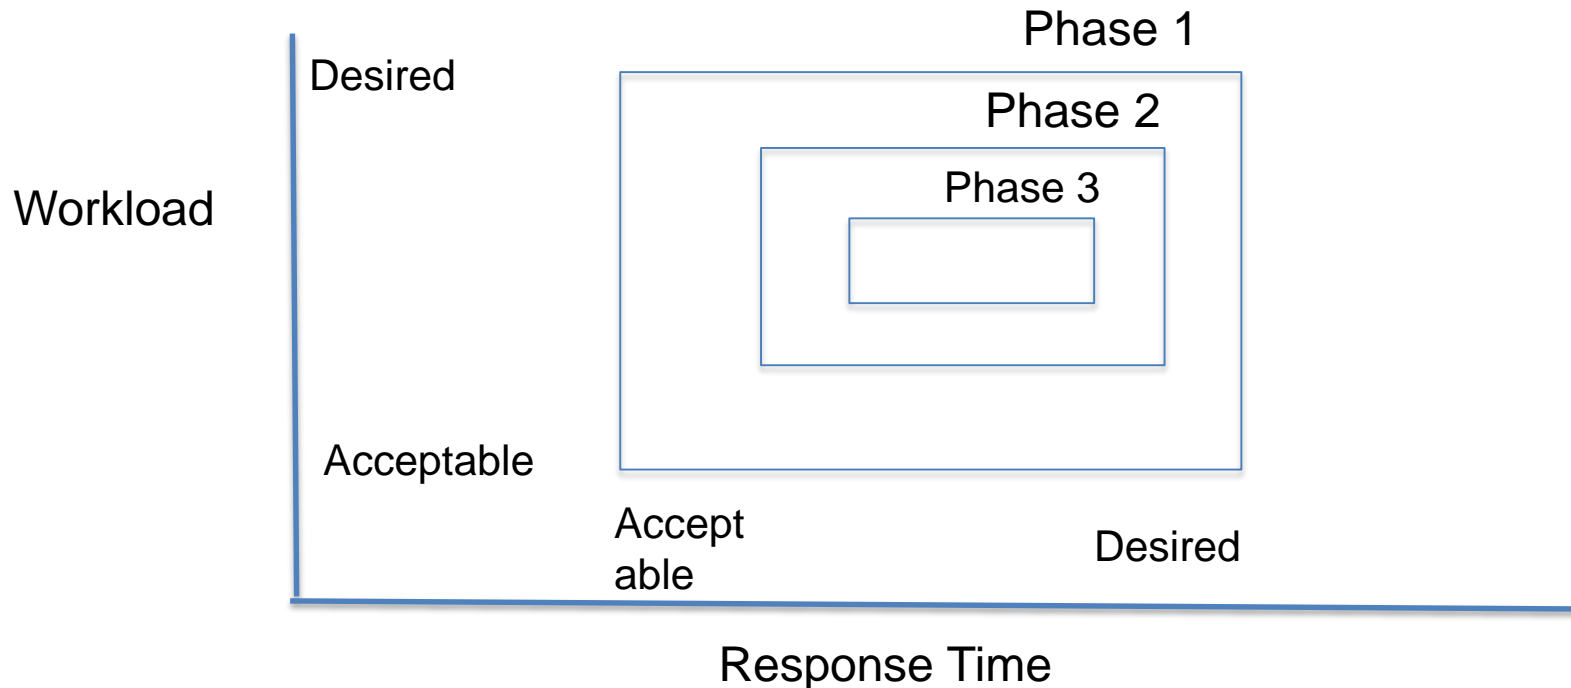 Phase 1
Desired
Phase 2
Phase 3
Workload
Acceptable
Accept
able
Desired
Response Time